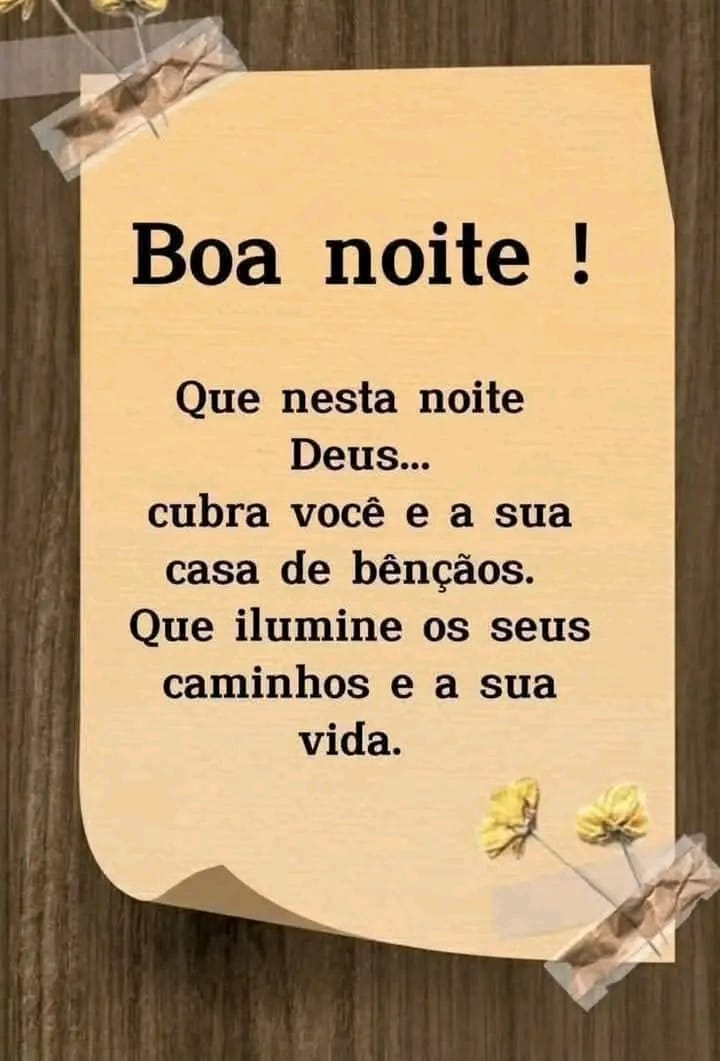 Boa noite !
Que nesta noite
Deus...
cubra você e a sua
casa de bênçãos.
Que ilumine os seus
caminhos e a sua
vida.